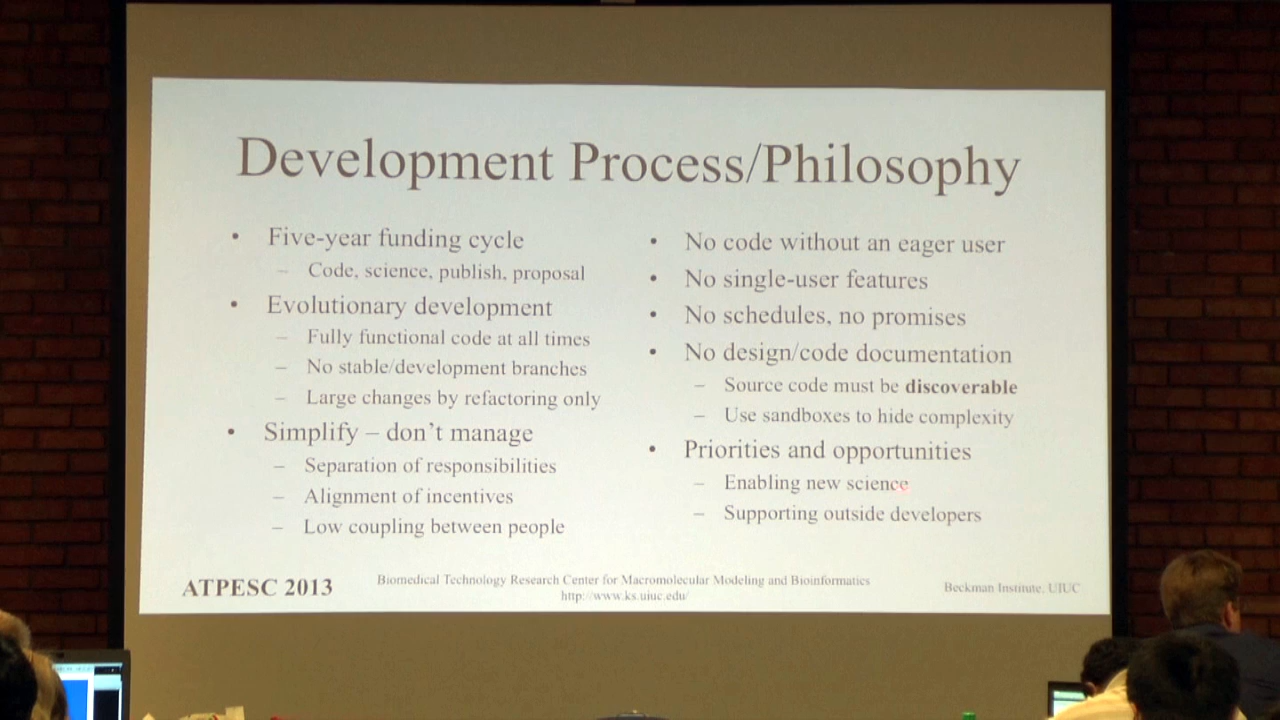 Development Process/Philosophy
• Five-year funding cycle
– Code, science, publish, proposal
• Evolutionary development
– Fully functional code at all times
– No stable/development branches
– Large changes by refactoring only
• Simplify – don't manage
– Separation of responsibilities
– Alignment of incentives
– Low coupling between people
• No code without an eager user
• No single-user features
• No schedules, no promises
• No design/code documentation
– Source code must be discoverable
– Use sandboxes to hide complexity
• Priorities and opportunities
– Enabling new science
– Supporting outside developers
ATPESC 2013
Biomedical Technology Research Center for Macromolecular Modeling and Bioinformatics
http://www.ks.uiuc.edu/
Beckman Institute, UIUC